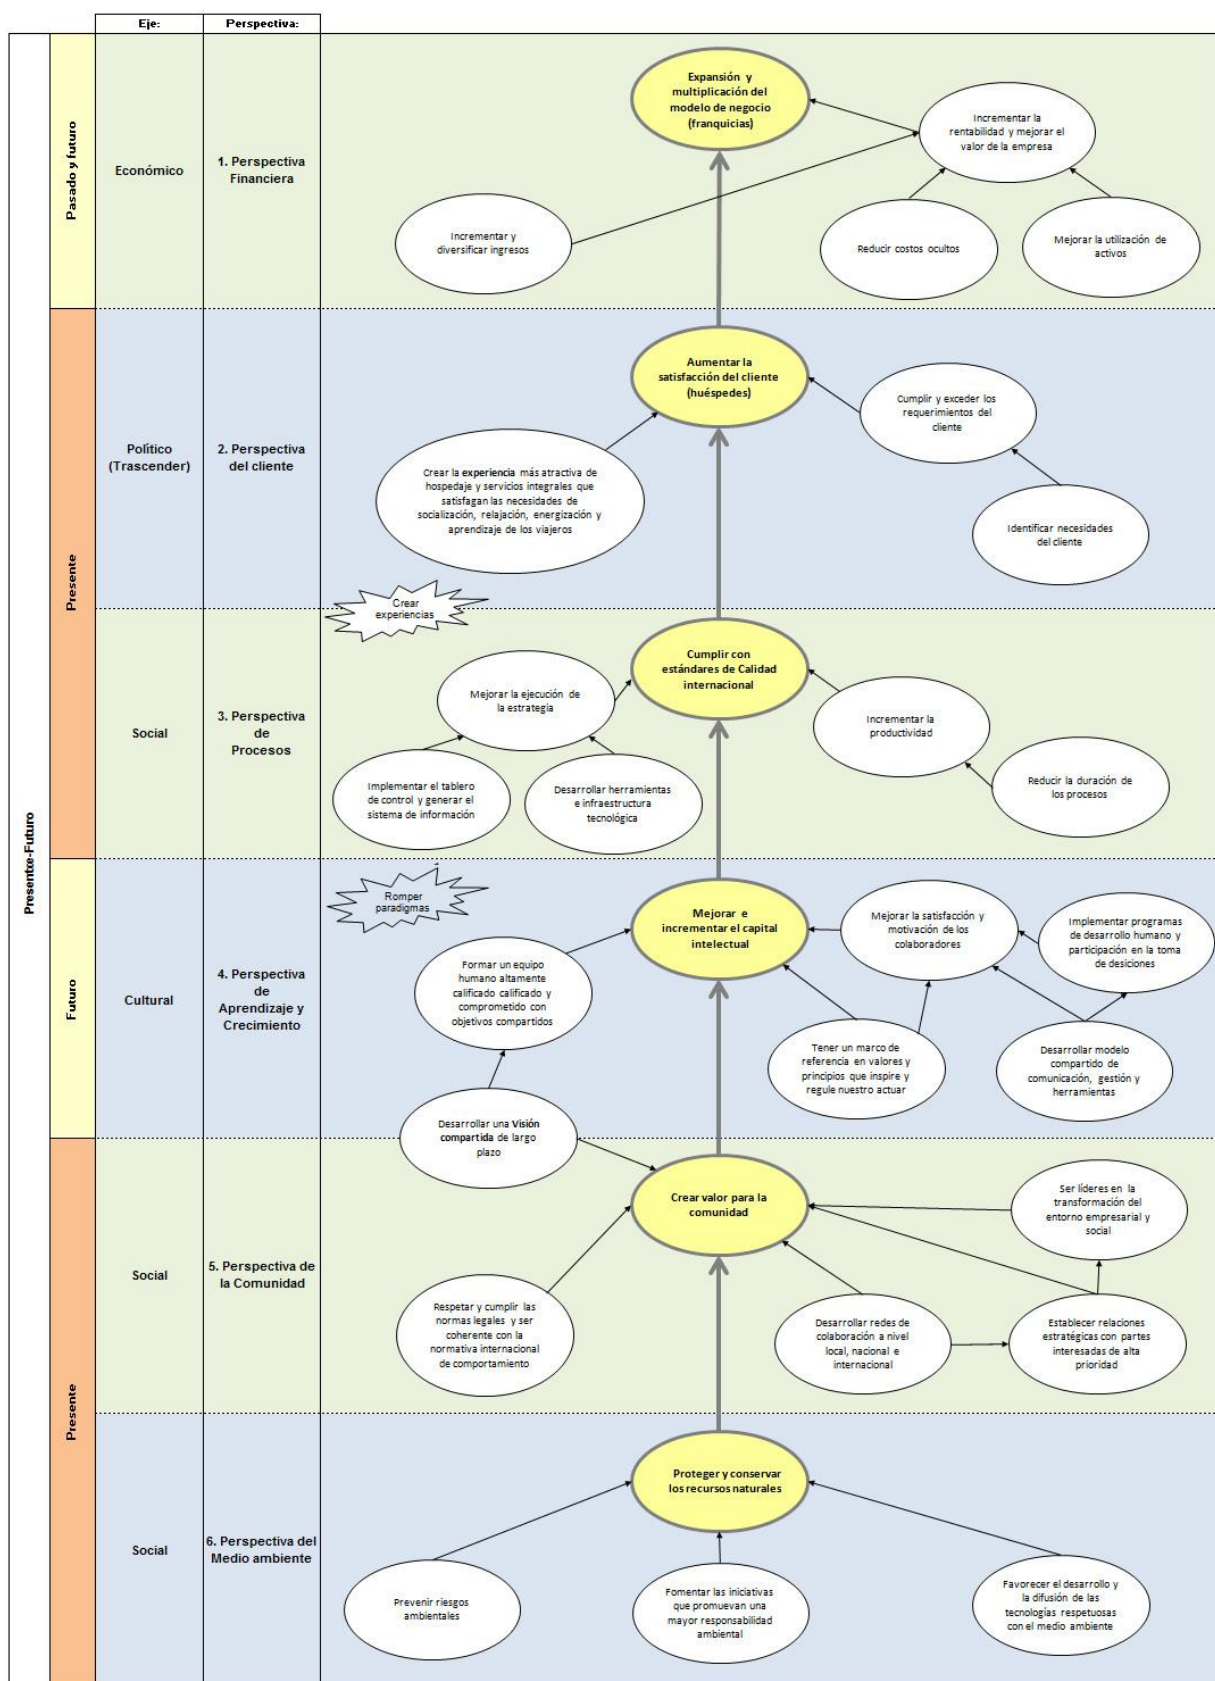 Eje:
Perspectiva:
Presentxe-Futuro
Pasado y futuro
Económico
1. Perspectiva
Financiera
Expansión y
multiplicación del
modelo de negocio
(franquicias)
Incrementar la
rentabilidad y mejorar el
valor de la empresa
Incrementar y
diversificar ingresos
Reducir costos ocultos
Mejorar la utilización de
activos
Presente
Político
(Trascender)
2. Perspectiva
del cliente
Aumentar la
satisfacción del cliente
(huéspedes)
Cumplir y exceder los
requerimientos del
cliente
Crear la experiencia más atractiva de
hospedaje y servicios integrales que
satisfagan las necesidades de
socialización, relajación, energización y
aprendizaje de los viajeros
Identificar necesidades
del cliente
Crear
experiencias
Social
3. Perspectiva
de
Procesos
Cumplir con
estándares de Calidad
internacional
Mejorar la ejecución de
la estrategia
Incrementar la
productividad
Implementar el tablero
de control y generar el
sistema de información
Desarrollar herramientas
e infraestructura
tecnológica
Reducir la duración de
los procesos
Futuro
Cultural
4. Perspectiva
de
Aprendizaje y
Crecimiento
Romper
paradigmas
Mejorar e
incrementar el capital
intelectual
Mejorar la satisfacción y
motivación de los
colaboradores
Implementar programas
de desarrollo humano y
participación en la toma
de desiciones
Formar un equipo
humano altamente
calificado calificado y
comprometido con
objetivos compartidos
Tener un marco de
referencia en valores y
principios que inspire y
regule nuestro actuar
Desarrollar modelo
compartido de
comunicación, gestión y
herramientas
Desarrollar una Visión
compartida de largo
plazo
Presente
Social
5. Perspectiva de
la Comunidad
Crear valor para la
comunidad
Ser líderes en la
transformación del
entorno empresarial y
social
Respetar y cumplir las
normas legales y ser
coherente con la
normativa internacional
de comportamiento
Desarrollar redes de
colaboración a nivel
local, nacional e
internacional
Establecer relaciones
estratégicas con partes
interesadas de alta
prioridad
Social
6. Perspectiva del
Medio ambiente
Proteger y conservar
los recursos naturales
Prevenir riesgos
ambientales
Fomentar las iniciativas
que promuevan una
mayor responsabilidad
ambiental
Favorecer el desarrollo y
la difusión de las
tecnologías respetuosas
con el medio ambiente